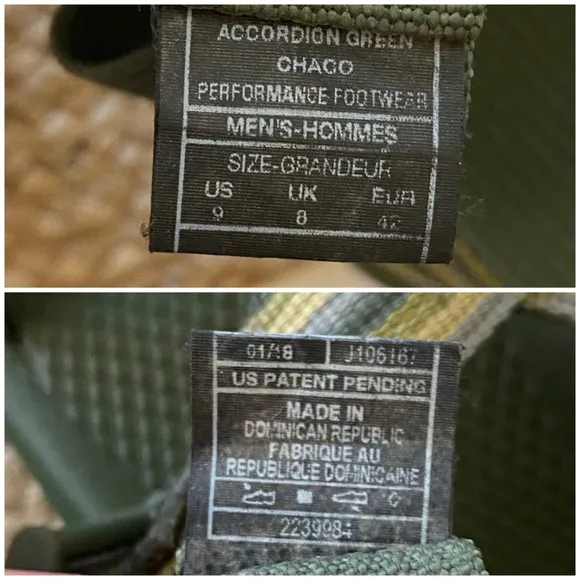 ACCORDION GREEN
CHACO
PERFORMANCE FOOTWEAR
MEN'S-HOMMES
SIZE-GRANDEUR
US UK EUR
9 8 42
01/18 J106167
US PATENT PENDING
MADE IN
DOMINICAN REPUBLIC
FABRIQUE AU
REPUBLIQUE DOMINICAINE
2239984